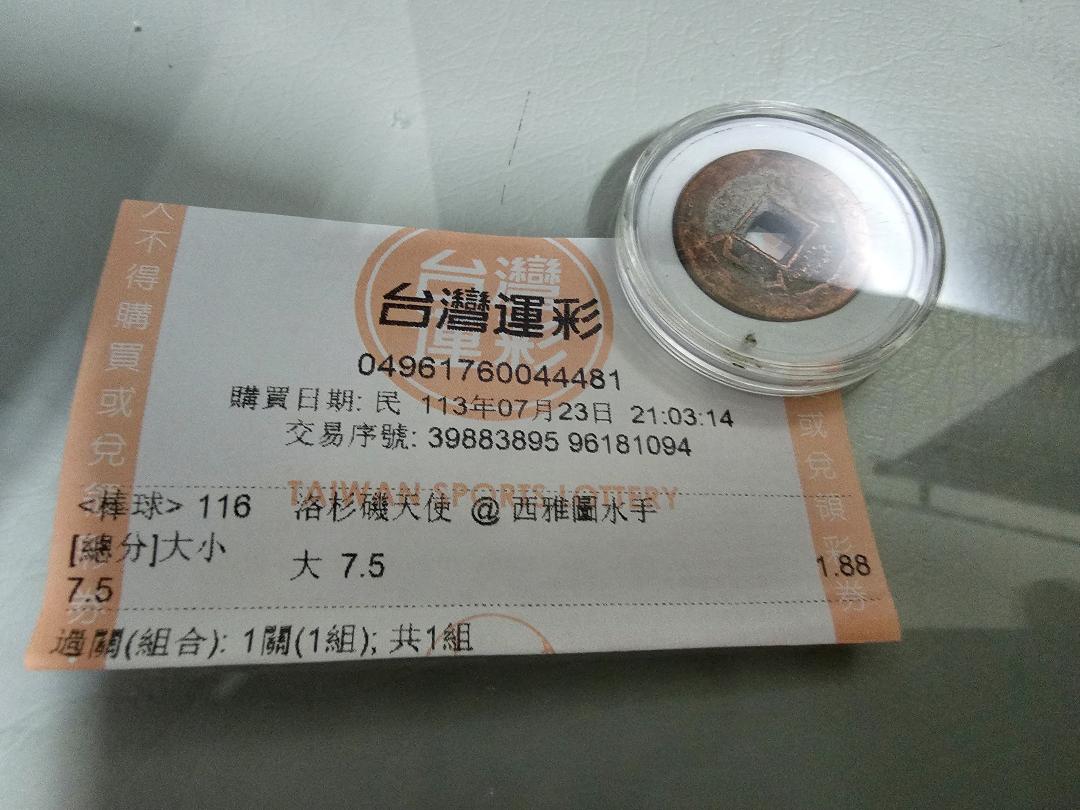 台灣運彩
04961760044481
購買日期: 民 113年07月23日 21:03:14
交易序號: 39883895 96181094
TAIWAN SPORTS LOTTERY
<棒球> 116 洛杉磯天使 @ 西雅圖水手
[總分]大小 大 7.5 1.88
7.5
過關(組合): 1關(1組); 共1組
人不得購買或兌領彩券
或兌領彩券